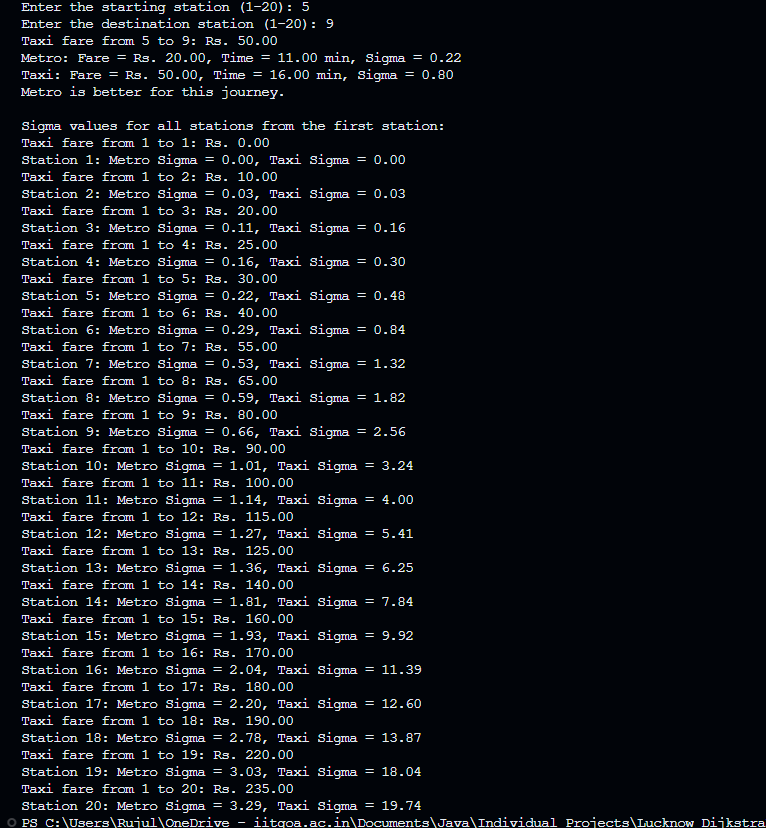 Enter the starting station (1-20): 5
Enter the destination station (1-20): 9
Taxi fare from 5 to 9: Rs. 50.00
Metro: Fare = Rs. 20.00, Time = 11.00 min, Sigma = 0.22
Taxi: Fare = Rs. 50.00, Time = 16.00 min, Sigma = 0.80
Metro is better for this journey.

Sigma values for all stations from the first station:
Taxi fare from 1 to 1: Rs. 0.00
Station 1: Metro Sigma = 0.00, Taxi Sigma = 0.00
Taxi fare from 1 to 2: Rs. 10.00
Station 2: Metro Sigma = 0.03, Taxi Sigma = 0.03
Taxi fare from 1 to 3: Rs. 20.00
Station 3: Metro Sigma = 0.11, Taxi Sigma = 0.16
Taxi fare from 1 to 4: Rs. 25.00
Station 4: Metro Sigma = 0.16, Taxi Sigma = 0.30
Taxi fare from 1 to 5: Rs. 30.00
Station 5: Metro Sigma = 0.22, Taxi Sigma = 0.48
Taxi fare from 1 to 6: Rs. 40.00
Station 6: Metro Sigma = 0.29, Taxi Sigma = 0.84
Taxi fare from 1 to 7: Rs. 55.00
Station 7: Metro Sigma = 0.53, Taxi Sigma = 1.32
Taxi fare from 1 to 8: Rs. 65.00
Station 8: Metro Sigma = 0.59, Taxi Sigma = 1.82
Taxi fare from 1 to 9: Rs. 80.00
Station 9: Metro Sigma = 0.66, Taxi Sigma = 2.56
Taxi fare from 1 to 10: Rs. 90.00
Station 10: Metro Sigma = 1.01, Taxi Sigma = 3.24
Taxi fare from 1 to 11: Rs. 100.00
Station 11: Metro Sigma = 1.14, Taxi Sigma = 4.00
Taxi fare from 1 to 12: Rs. 115.00
Station 12: Metro Sigma = 1.27, Taxi Sigma = 5.41
Taxi fare from 1 to 13: Rs. 125.00
Station 13: Metro Sigma = 1.36, Taxi Sigma = 6.25
Taxi fare from 1 to 14: Rs. 140.00
Station 14: Metro Sigma = 1.81, Taxi Sigma = 7.84
Taxi fare from 1 to 15: Rs. 160.00
Station 15: Metro Sigma = 1.93, Taxi Sigma = 9.92
Taxi fare from 1 to 16: Rs. 170.00
Station 16: Metro Sigma = 2.04, Taxi Sigma = 11.39
Taxi fare from 1 to 17: Rs. 180.00
Station 17: Metro Sigma = 2.20, Taxi Sigma = 12.60
Taxi fare from 1 to 18: Rs. 190.00
Station 18: Metro Sigma = 2.78, Taxi Sigma = 13.87
Taxi fare from 1 to 19: Rs. 220.00
Station 19: Metro Sigma = 3.03, Taxi Sigma = 18.04
Taxi fare from 1 to 20: Rs. 235.00
Station 20: Metro Sigma = 3.29, Taxi Sigma = 19.74
PS C:\Users\Rujul\OneDrive - iitgoa.ac.in\Documents\Java\Individual Projects\Lucknow Dijkstra